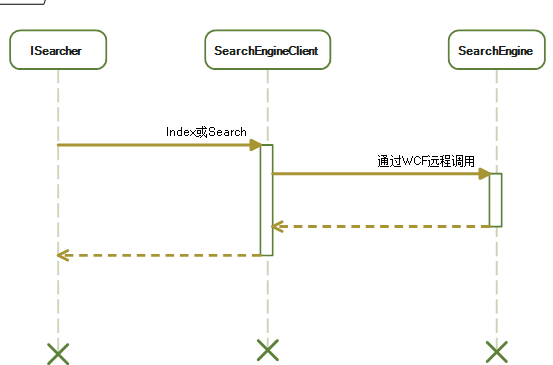 ISearcher
SearchEngineClient
SearchEngine
Index或Search
通过WCF远程调用